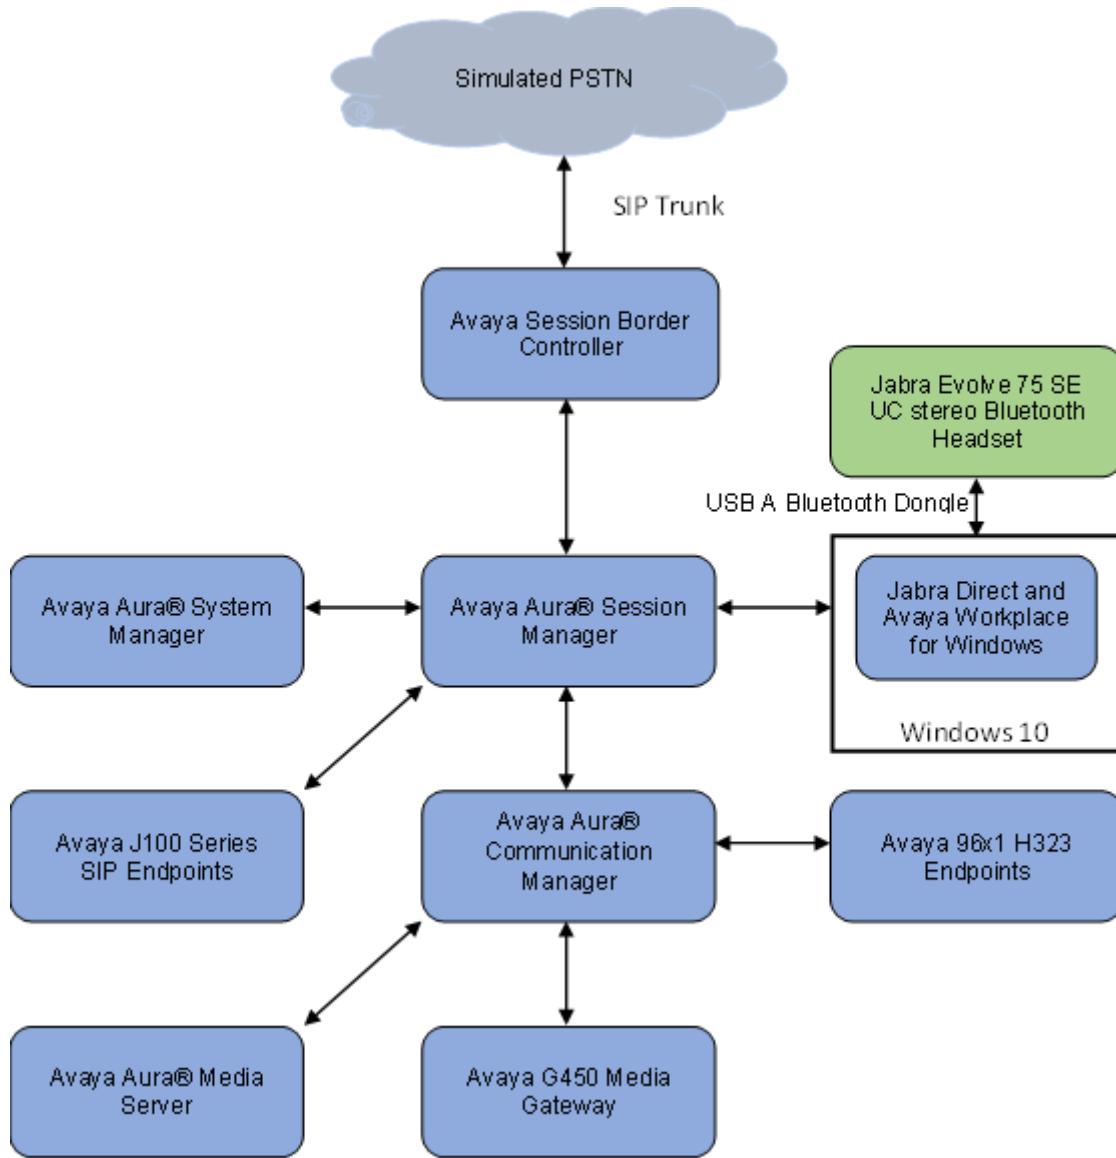 Simulated PSTN
SIP Trunk
Avaya Session Border
Controller
Jabra Evolve 75 SE
UC stereo Bluetooth
Headset
USB A Bluetooth Dongle
Avaya Aura® System
Manager
Avaya Aura® Session
Manager
Jabra Direct and
Avaya Workplace
for Windows
Windows 10
Avaya J100 Series
SIP Endpoints
Avaya Aura®
Communication
Manager
Avaya 96x1 H323
Endpoints
Avaya Aura® Media
Server
Avaya G450 Media
Gateway